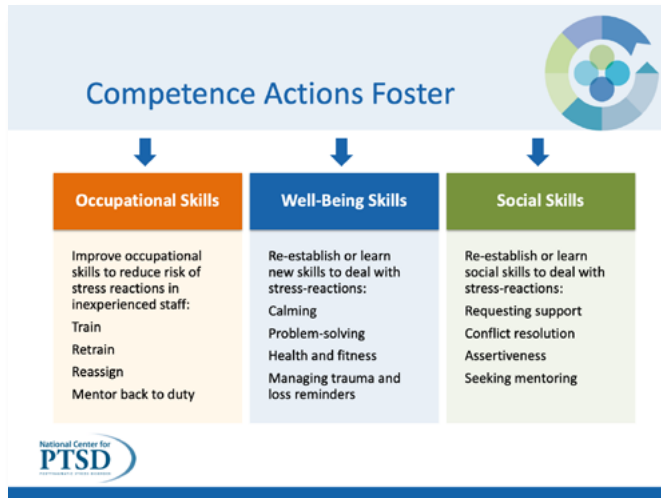 Competence Actions Foster
Occupational Skills
Improve occupational
skills to reduce risk of
stress reactions in
inexperienced staff:
Train
Retrain
Reassign
Mentor back to duty
Well-Being Skills
Re-establish or learn
new skills to deal with
stress-reactions:
Calming
Problem-solving
Health and fitness
Managing trauma and
loss reminders
Social Skills
Re-establish or learn
social skills to deal with
stress-reactions:
Requesting support
Conflict resolution
Assertiveness
Seeking mentoring
National Center for
PTSD